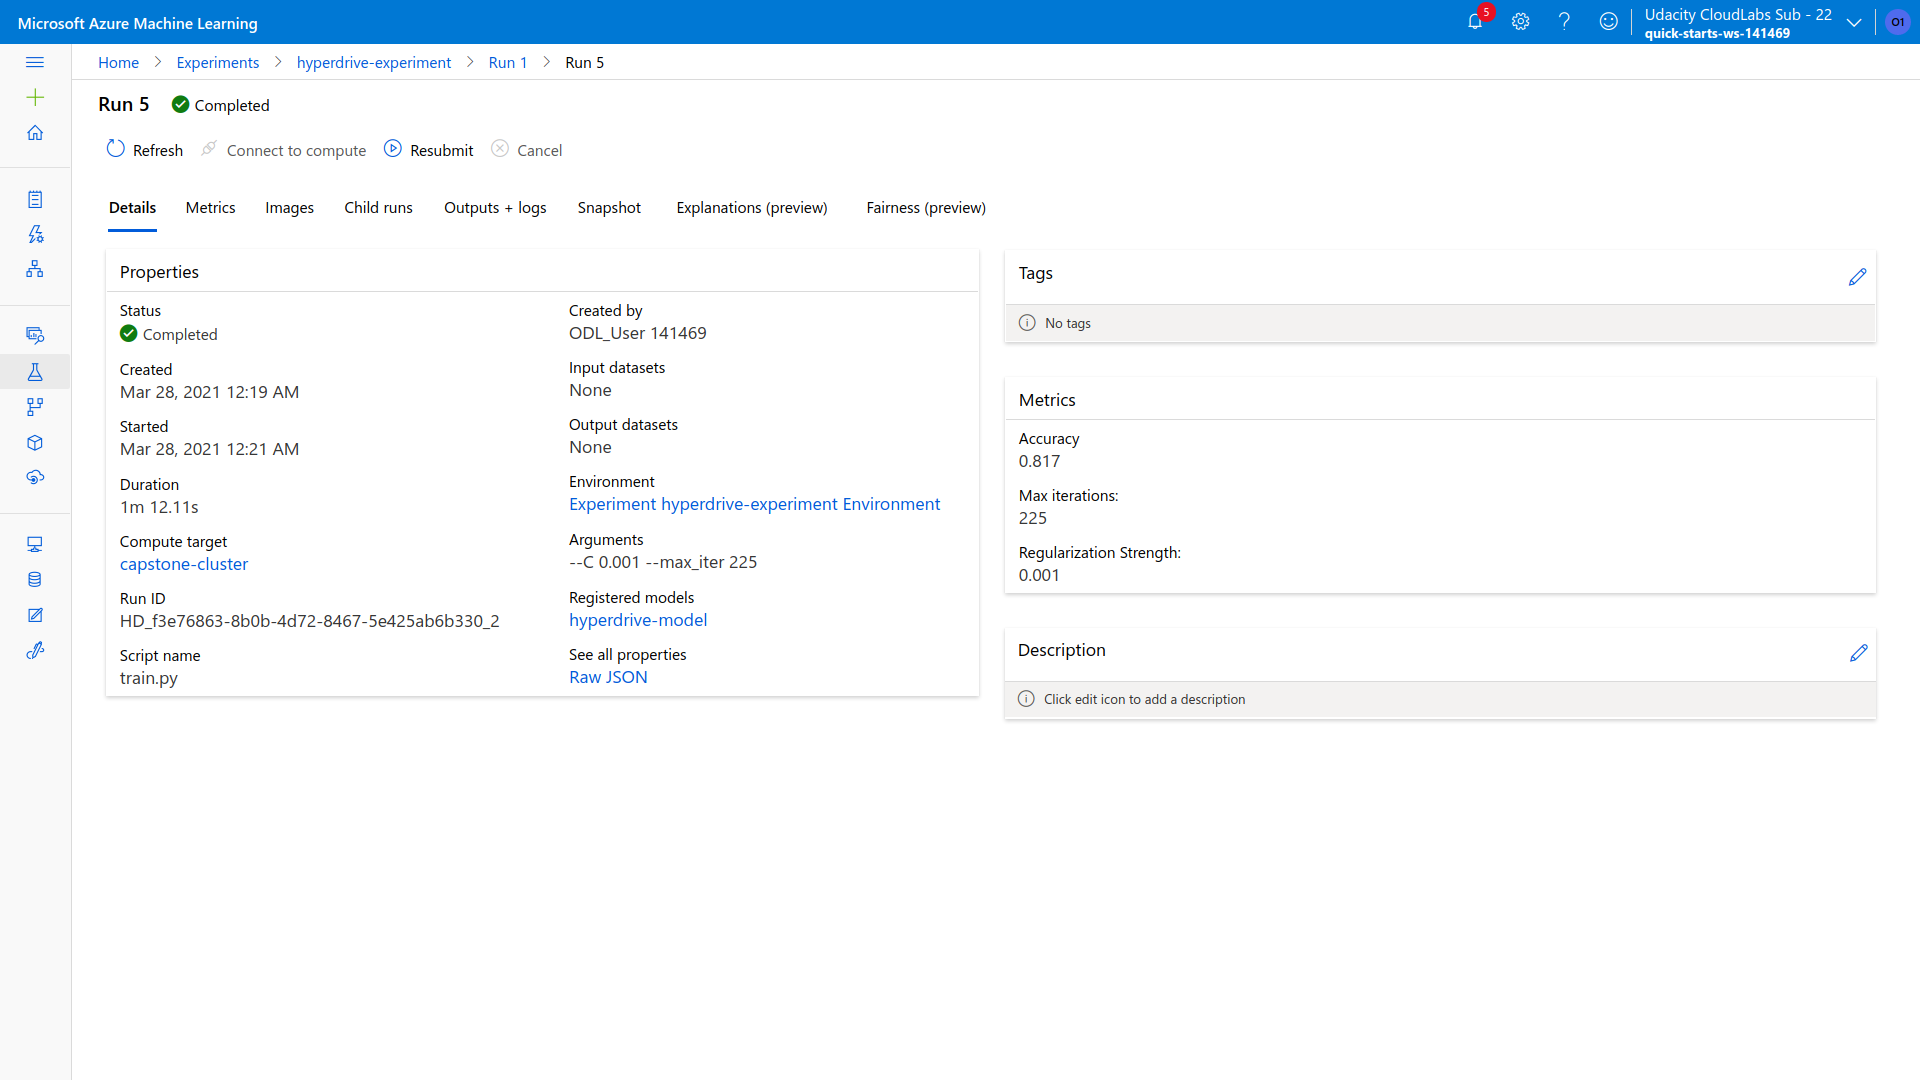 Microsoft Azure Machine Learning
5
Udacity CloudLabs Sub - 22
quick-starts-ws-141469
O1
Home > Experiments > hyperdrive-experiment > Run 1 > Run 5
Run 5 Completed
Refresh Connect to compute Resubmit Cancel
Details Metrics Images Child runs Outputs + logs Snapshot Explanations (preview) Fairness (preview)
Properties
Status
Completed
Created
Mar 28, 2021 12:19 AM
Started
Mar 28, 2021 12:21 AM
Duration
1m 12.11s
Compute target
capstone-cluster
Run ID
HD_f3e76863-8b0b-4d72-8467-5e425ab6b330_2
Script name
train.py
Created by
ODL_User 141469
Input datasets
None
Output datasets
None
Environment
Experiment hyperdrive-experiment Environment
Arguments
--C 0.001 --max_iter 225
Registered models
hyperdrive-model
See all properties
Raw JSON
Tags
No tags
Metrics
Accuracy
0.817
Max iterations:
225
Regularization Strength:
0.001
Description
Click edit icon to add a description